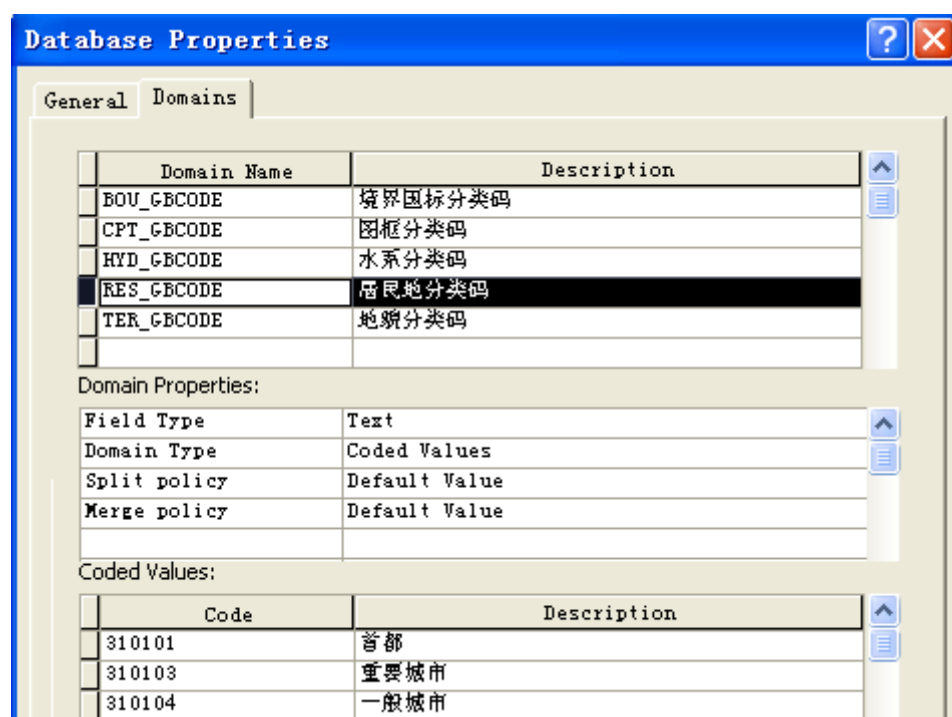 Database Properties
General Domains
Domain Name Description
BOU_GBCODE 境界国标分类码
CPT_GBCODE 图框分类码
HYD_GBCODE 水系分类码
RES_GBCODE 居民地分类码
TER_GBCODE 地貌分类码
Domain Properties:
Field Type Text
Domain Type Coded Values
Split policy Default Value
Merge policy Default Value
Coded Values:
Code Description
310101 首都
310103 重要城市
310104 一般城市